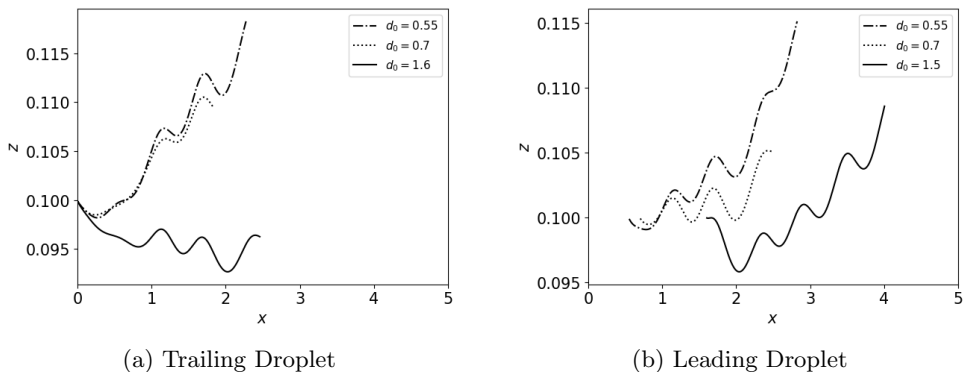 d₀ = 0.55
d₀ = 0.7
d₀ = 1.6
0.115
0.110
0.105
0.100
0.095
z
0 1 2 3 4 5
x
(a) Trailing Droplet
d₀ = 0.55
d₀ = 0.7
d₀ = 1.5
0.115
0.110
0.105
0.100
0.095
z
0 1 2 3 4 5
x
(b) Leading Droplet